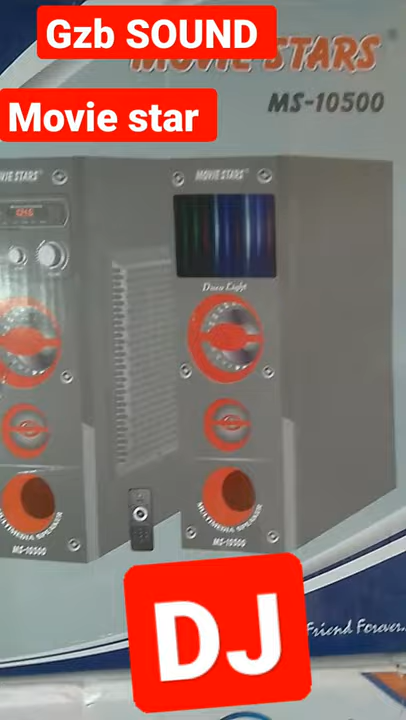 Gzb SOUND
MOVIE STARS
Movie star
MS-10500
VIE STARS
MOVIE STARS
Disco Light
MULTIMEDIA SPEAKER
MULTIMEDIA SPEAKER
MS-10500
MS-10500
DJ
Friend Forever..